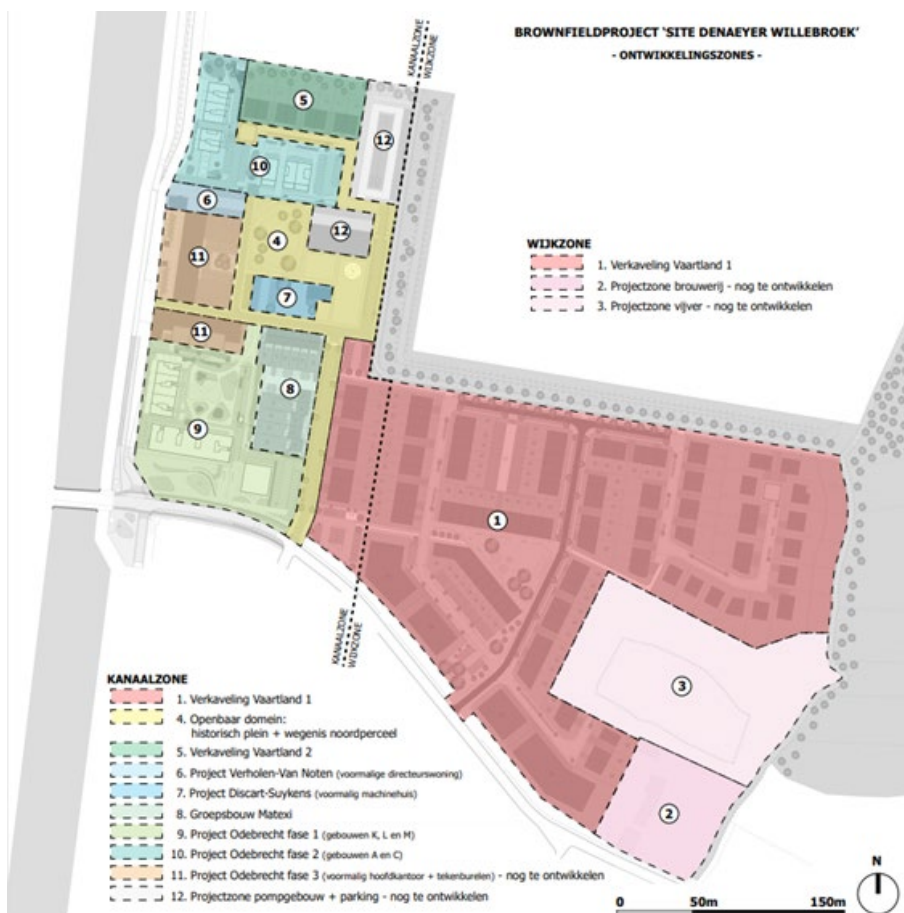 BROWNFIELDPROJECT 'SITE DENAEYER WILLEBROEK'
- ONTWIKKELINGSZONES -
KANAALZONE
WIJKZONE
5
12
10
6
4
12
11
7
11
8
9
1
3
2
WIJKZONE
1. Verkaveling Vaartland 1
2. Projectzone brouwerij - nog te ontwikkelen
3. Projectzone vijver - nog te ontwikkelen
KANAALZONE
WIJKZONE
KANAALZONE
1. Verkaveling Vaartland 1
4. Openbaar domein:
historisch plein + wegenis noordperceel
5. Verkaveling Vaartland 2
6. Project Verholen-Van Noten (voormalige directeurswoning)
7. Project Discart-Suykens (voormalig machinehuis)
8. Groepsbouw Matexi
9. Project Odebrecht fase 1 (gebouwen K, L en M)
10. Project Odebrecht fase 2 (gebouwen A en C)
11. Project Odebrecht fase 3 (voormalig hoofdkantoor + tekenburelen) - nog te ontwikkelen
12. Projectzone pompgebouw + parking - nog te ontwikkelen
0 50m 150m
N